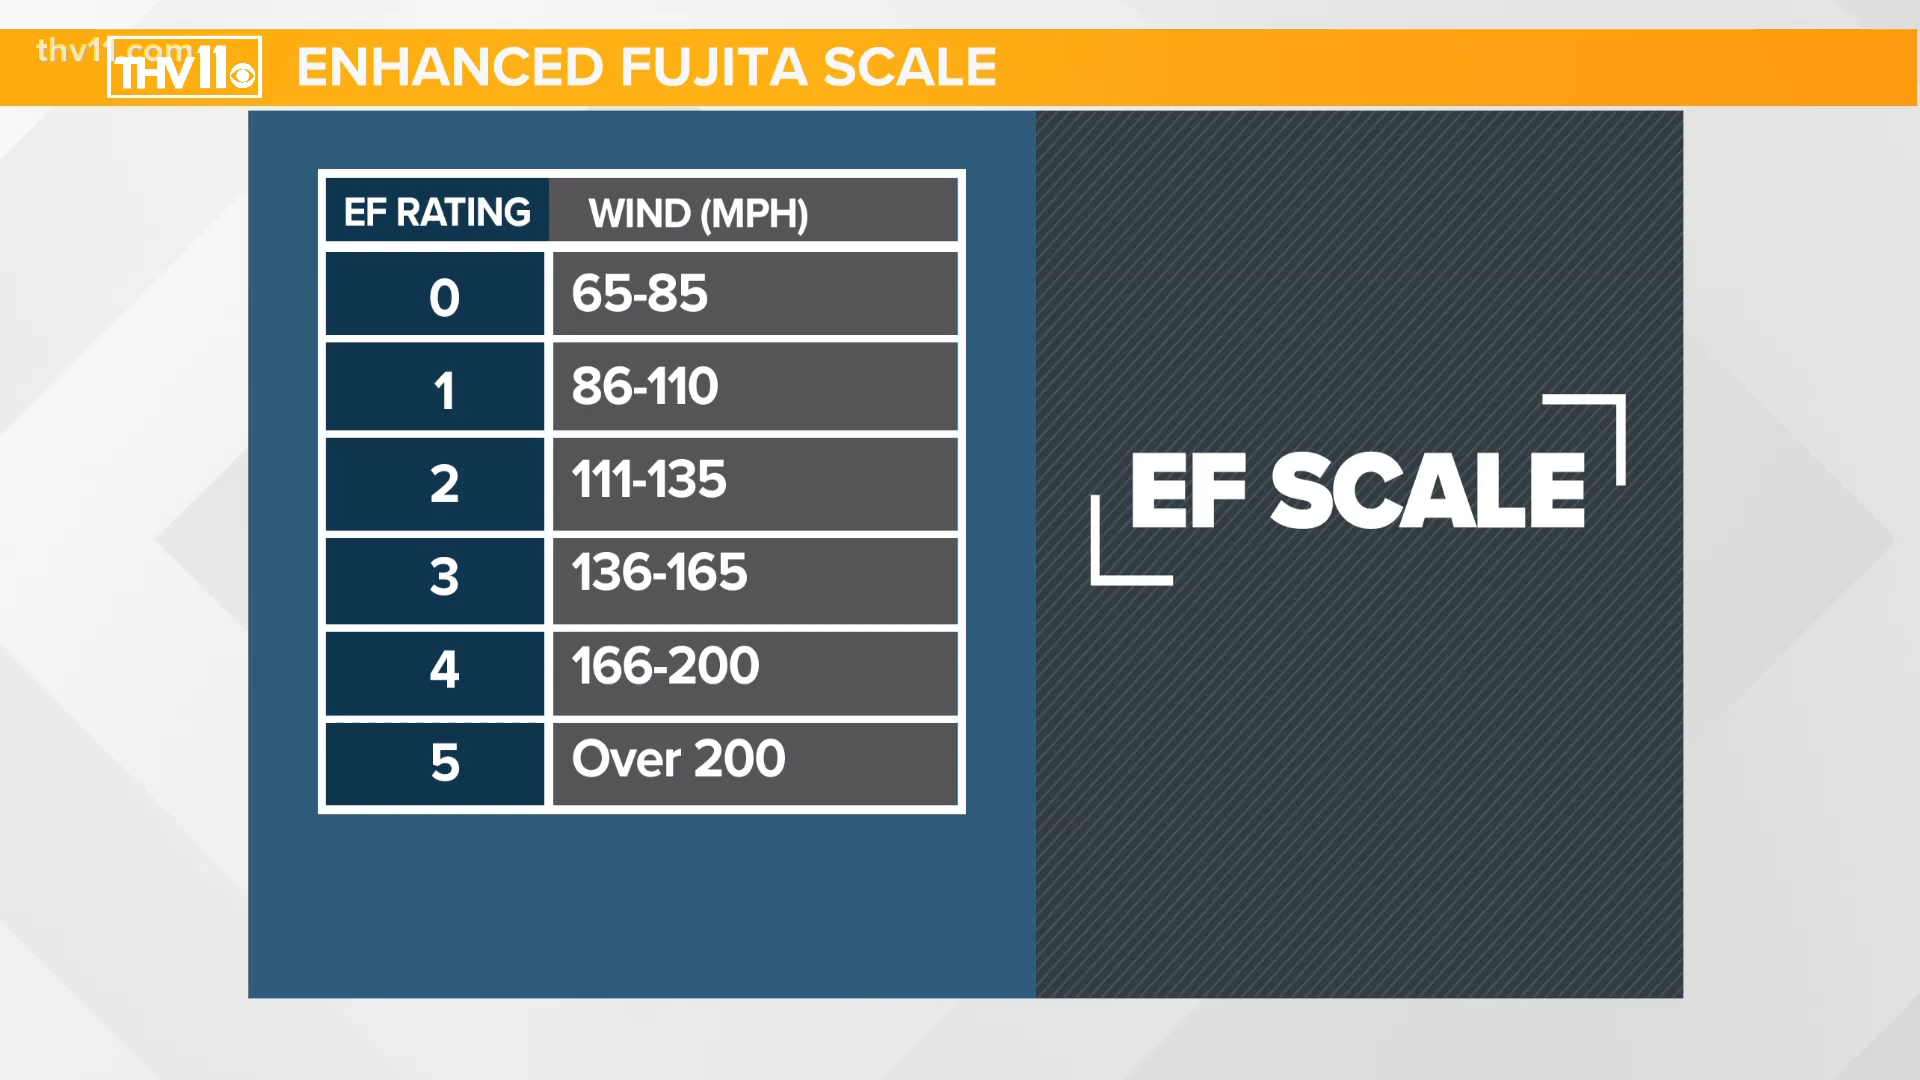 thv11.com
THV11
ENHANCED FUJITA SCALE
EF RATING WIND (MPH)
0 65-85
1 86-110
2 111-135
3 136-165
4 166-200
5 Over 200
EF SCALE